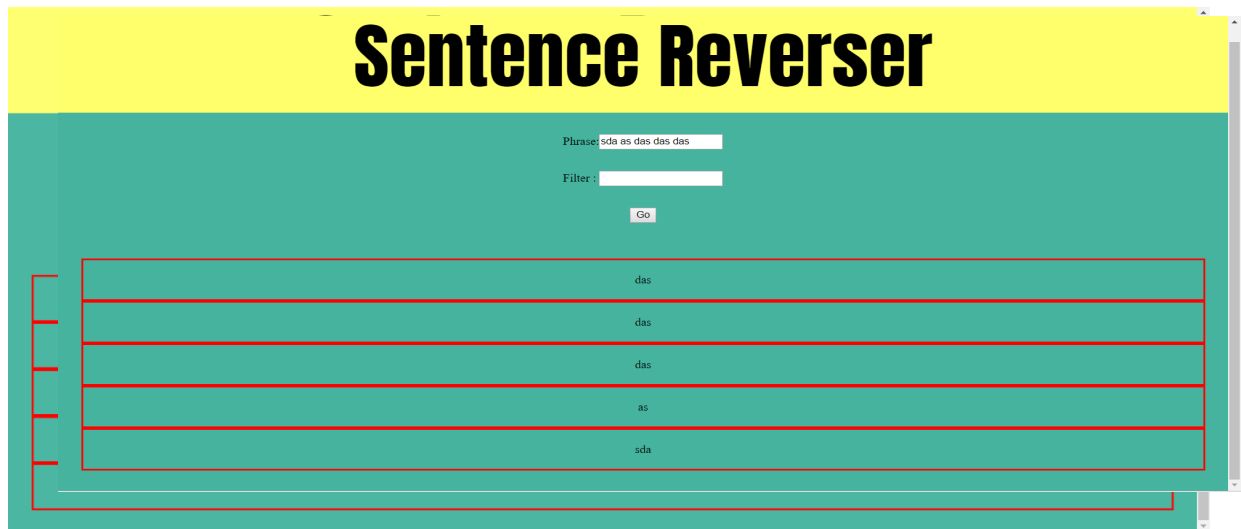 Sentence Reverser
Phrase: sda as das das das
Filter :
Go
das
das
das
as
sda